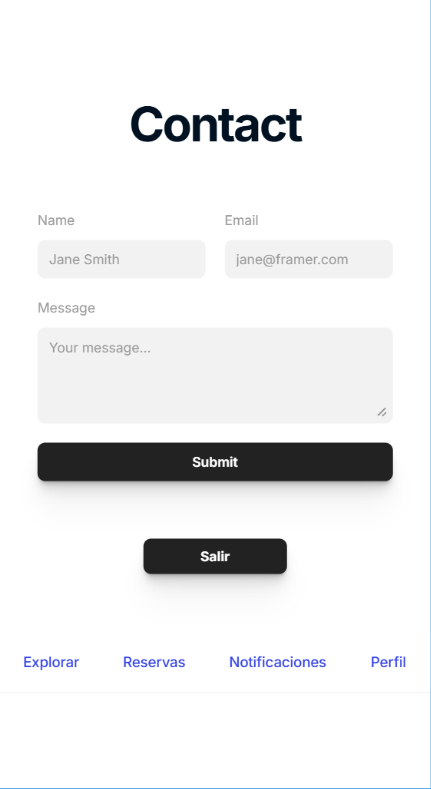 Contact
Name Email
Jane Smith jane@framer.com
Message
Your message...
Submit
Salir
Explorar Reservas Notificaciones Perfil